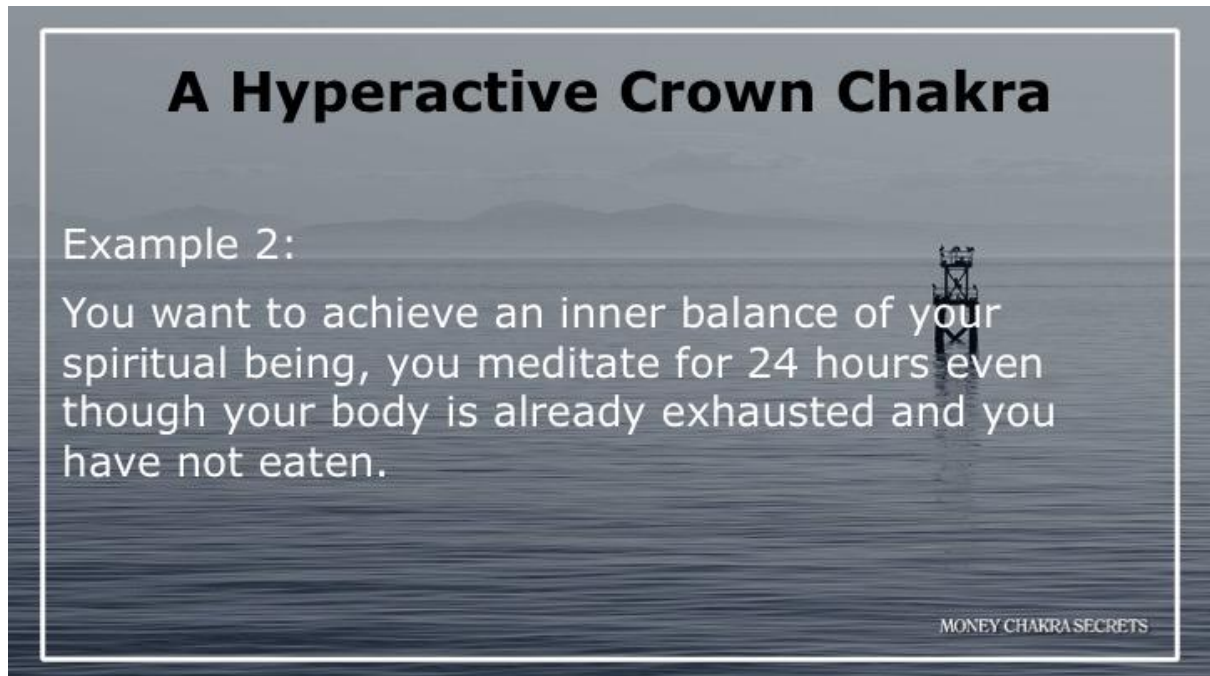 A Hyperactive Crown Chakra
Example 2:
You want to achieve an inner balance of your
spiritual being, you meditate for 24 hours even
though your body is already exhausted and you
have not eaten.
MONEY CHAKRA SECRETS